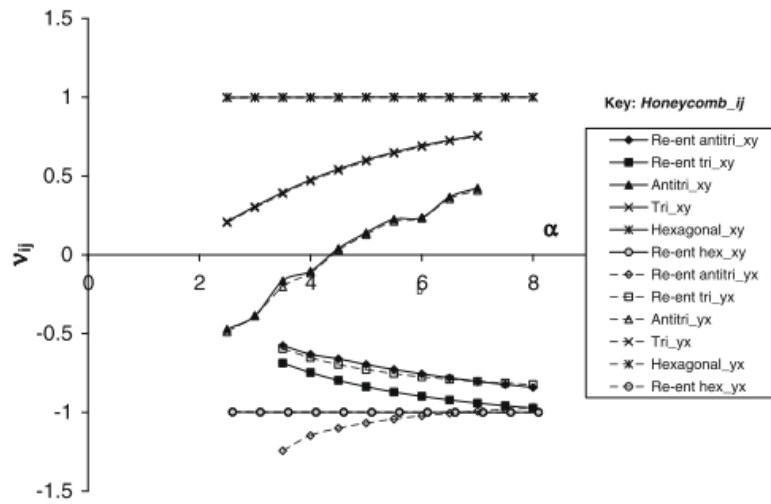 1.5
1
0.5
0
-0.5
-1
-1.5
νij
0 2 4 6 8
α
Key: Honeycomb_ij
Re-ent antitri_xy
Re-ent tri_xy
Antitri_xy
Tri_xy
Hexagonal_xy
Re-ent hex_xy
Re-ent antitri_yx
Re-ent tri_yx
Antitri_yx
Tri_yx
Hexagonal_yx
Re-ent hex_yx